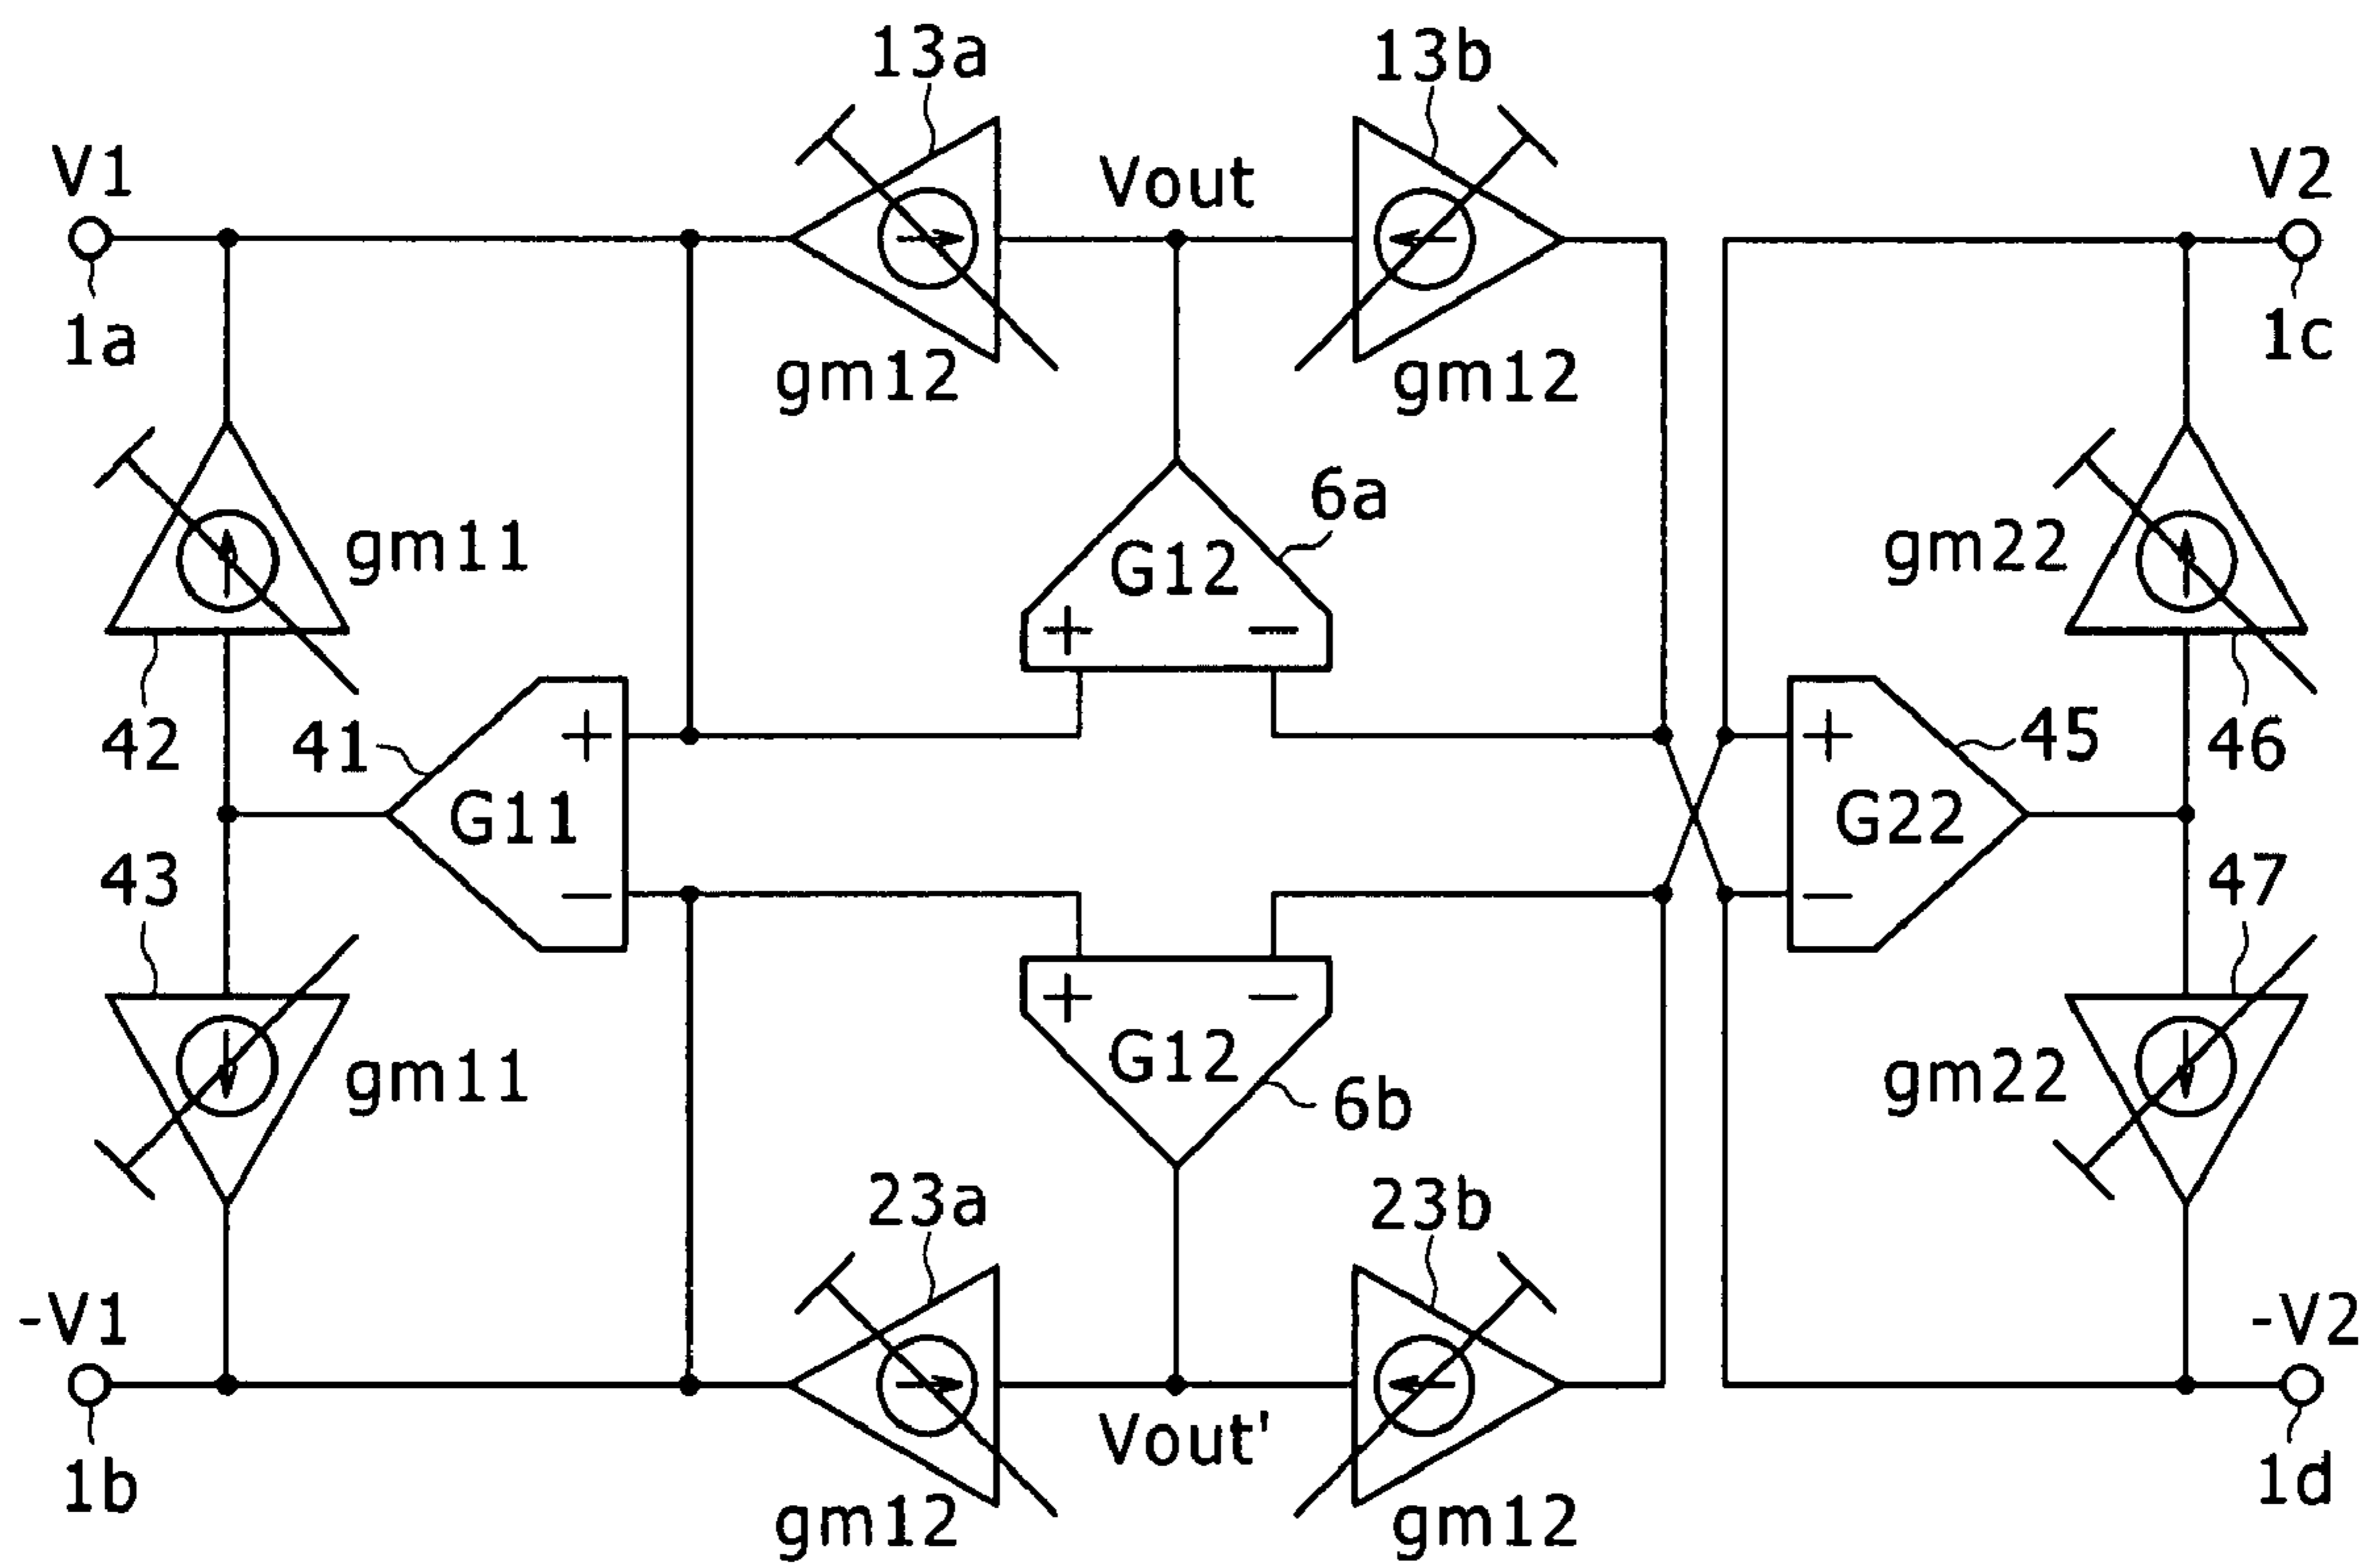 13a 13b
V1 Vout V2
1a 1c
gm12 gm12
6a
gm11 G12 gm22
+ −
42 41 + + 45 46
G11 G22
43 − − 47
+ −
gm11 G12 gm22
6b
23a 23b
-V1 -V2
Vout'
1b 1d
gm12 gm12